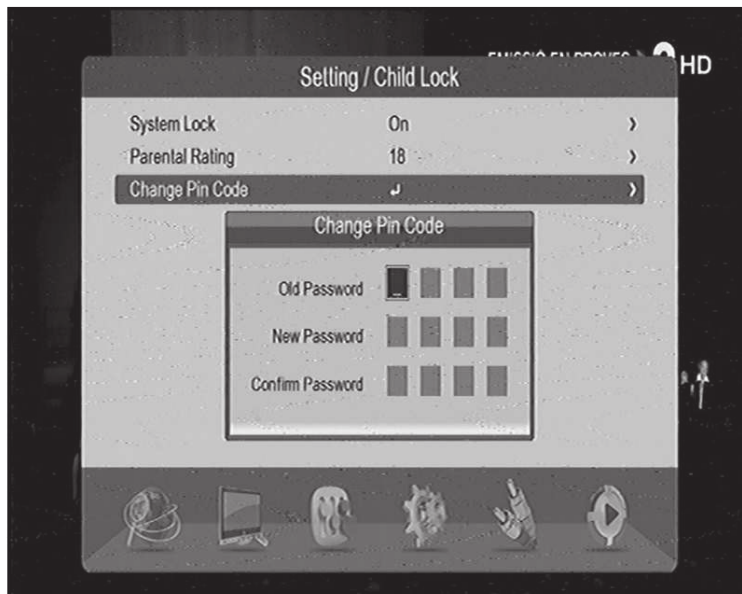 HD
Setting / Child Lock
System Lock On
Parental Rating 18
Change Pin Code
Change Pin Code
Old Password
New Password
Confirm Password